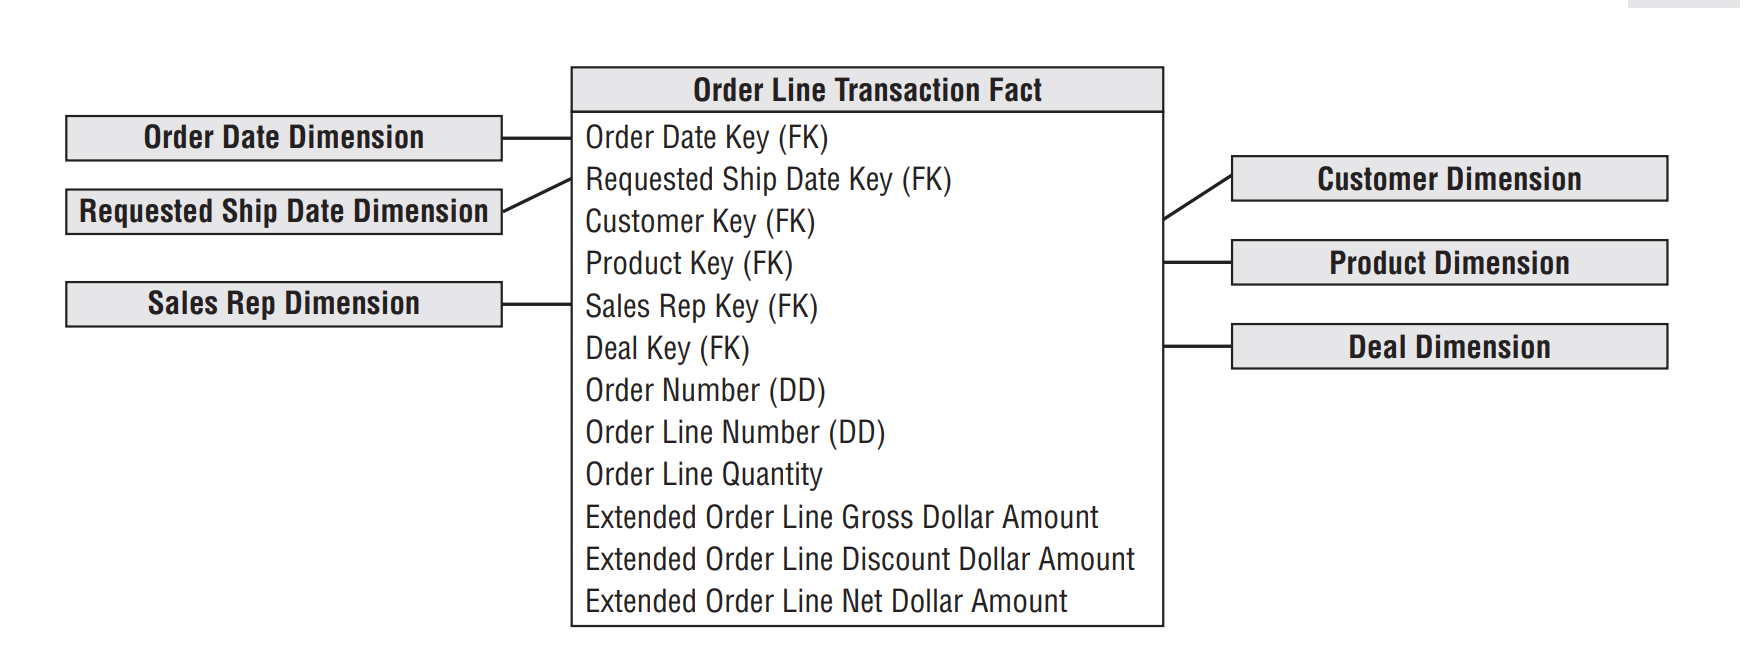 Order Line Transaction Fact
Order Date Key (FK)
Requested Ship Date Key (FK)
Customer Key (FK)
Product Key (FK)
Sales Rep Key (FK)
Deal Key (FK)
Order Number (DD)
Order Line Number (DD)
Order Line Quantity
Extended Order Line Gross Dollar Amount
Extended Order Line Discount Dollar Amount
Extended Order Line Net Dollar Amount
Order Date Dimension
Requested Ship Date Dimension
Sales Rep Dimension
Customer Dimension
Product Dimension
Deal Dimension